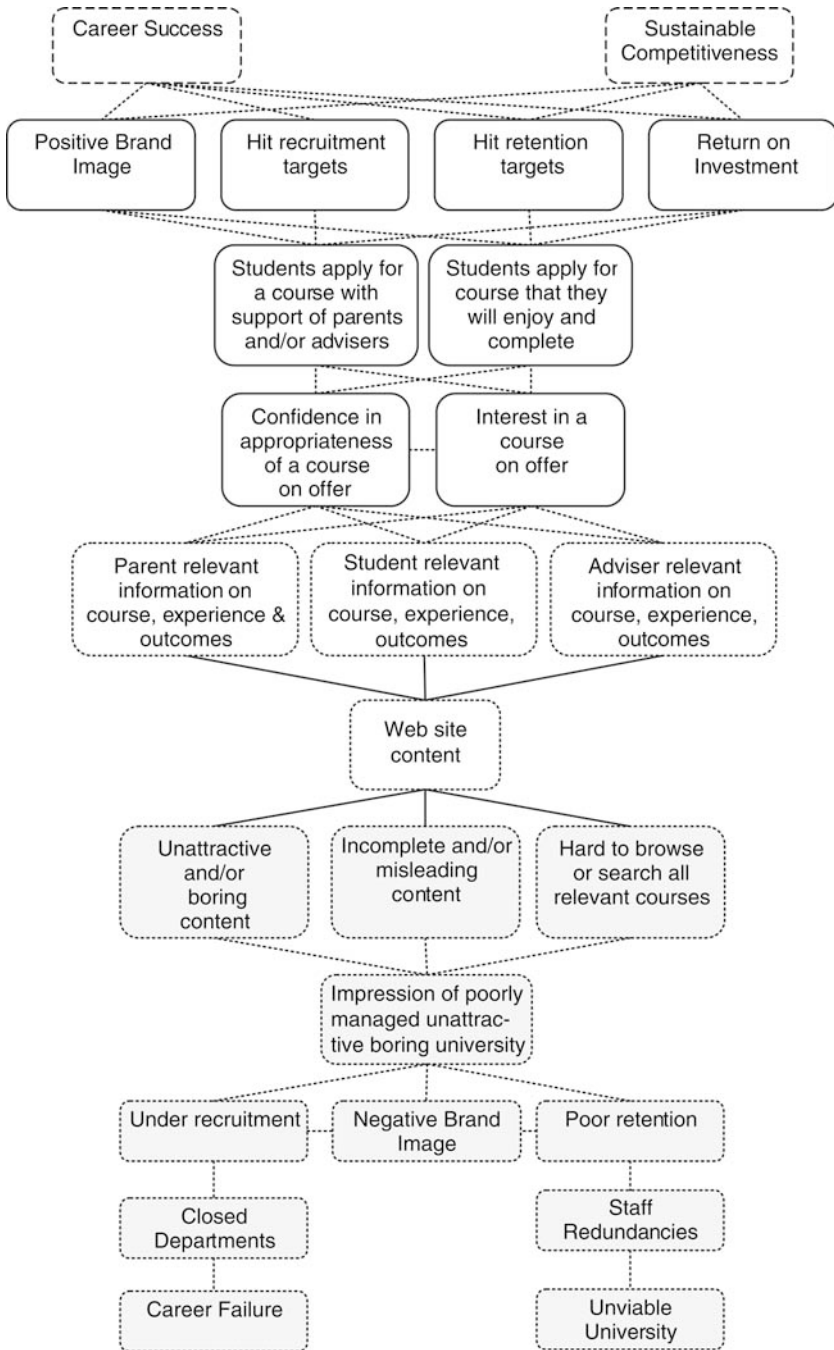 Career Success
Sustainable
Competitiveness
Positive Brand
Image
Hit recruitment
targets
Hit retention
targets
Return on
Investment
Students apply for
a course with
support of parents
and/or advisers
Students apply for
course that they
will enjoy and
complete
Confidence in
appropriateness
of a course
on offer
Interest in a
course
on offer
Parent relevant
information on
course, experience &
outcomes
Student relevant
information on
course, experience,
outcomes
Adviser relevant
information on
course, experience,
outcomes
Web site
content
Unattractive
and/or
boring
content
Incomplete and/or
misleading
content
Hard to browse
or search all
relevant courses
Impression of poorly
managed unattrac-
tive boring university
Under recruitment
Negative Brand
Image
Poor retention
Closed
Departments
Staff
Redundancies
Career Failure
Unviable
University